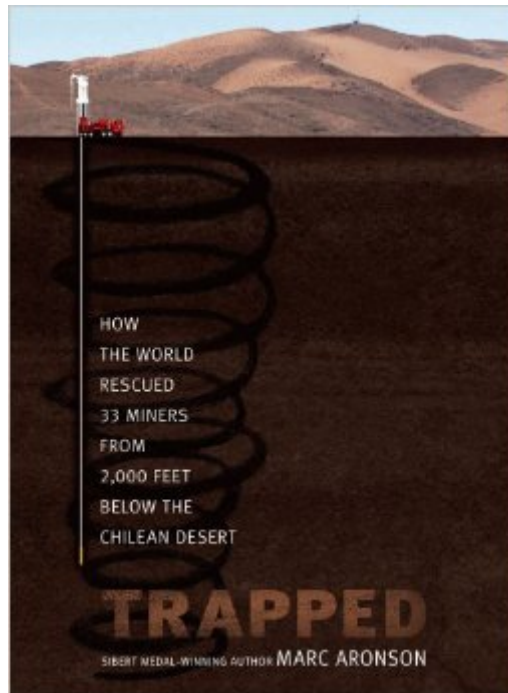 HOW
THE WORLD
RESCUED
33 MINERS
FROM
2,000 FEET
BELOW THE
CHILEAN DESERT
TRAPPED
SIBERT MEDAL-WINNING AUTHOR MARC ARONSON